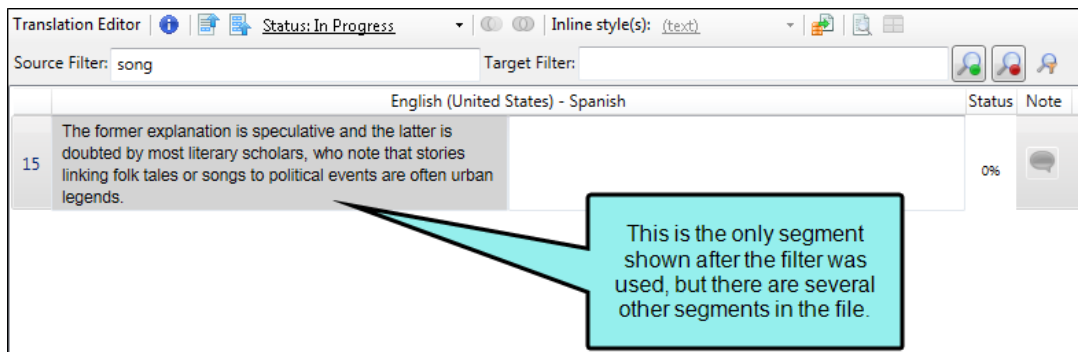 Translation Editor Status: In Progress Inline style(s): (text)
Source Filter: song Target Filter:
English (United States) - Spanish Status Note
15
The former explanation is speculative and the latter is
doubted by most literary scholars, who note that stories
linking folk tales or songs to political events are often urban
legends.
0%
This is the only segment
shown after the filter was
used, but there are several
other segments in the file.